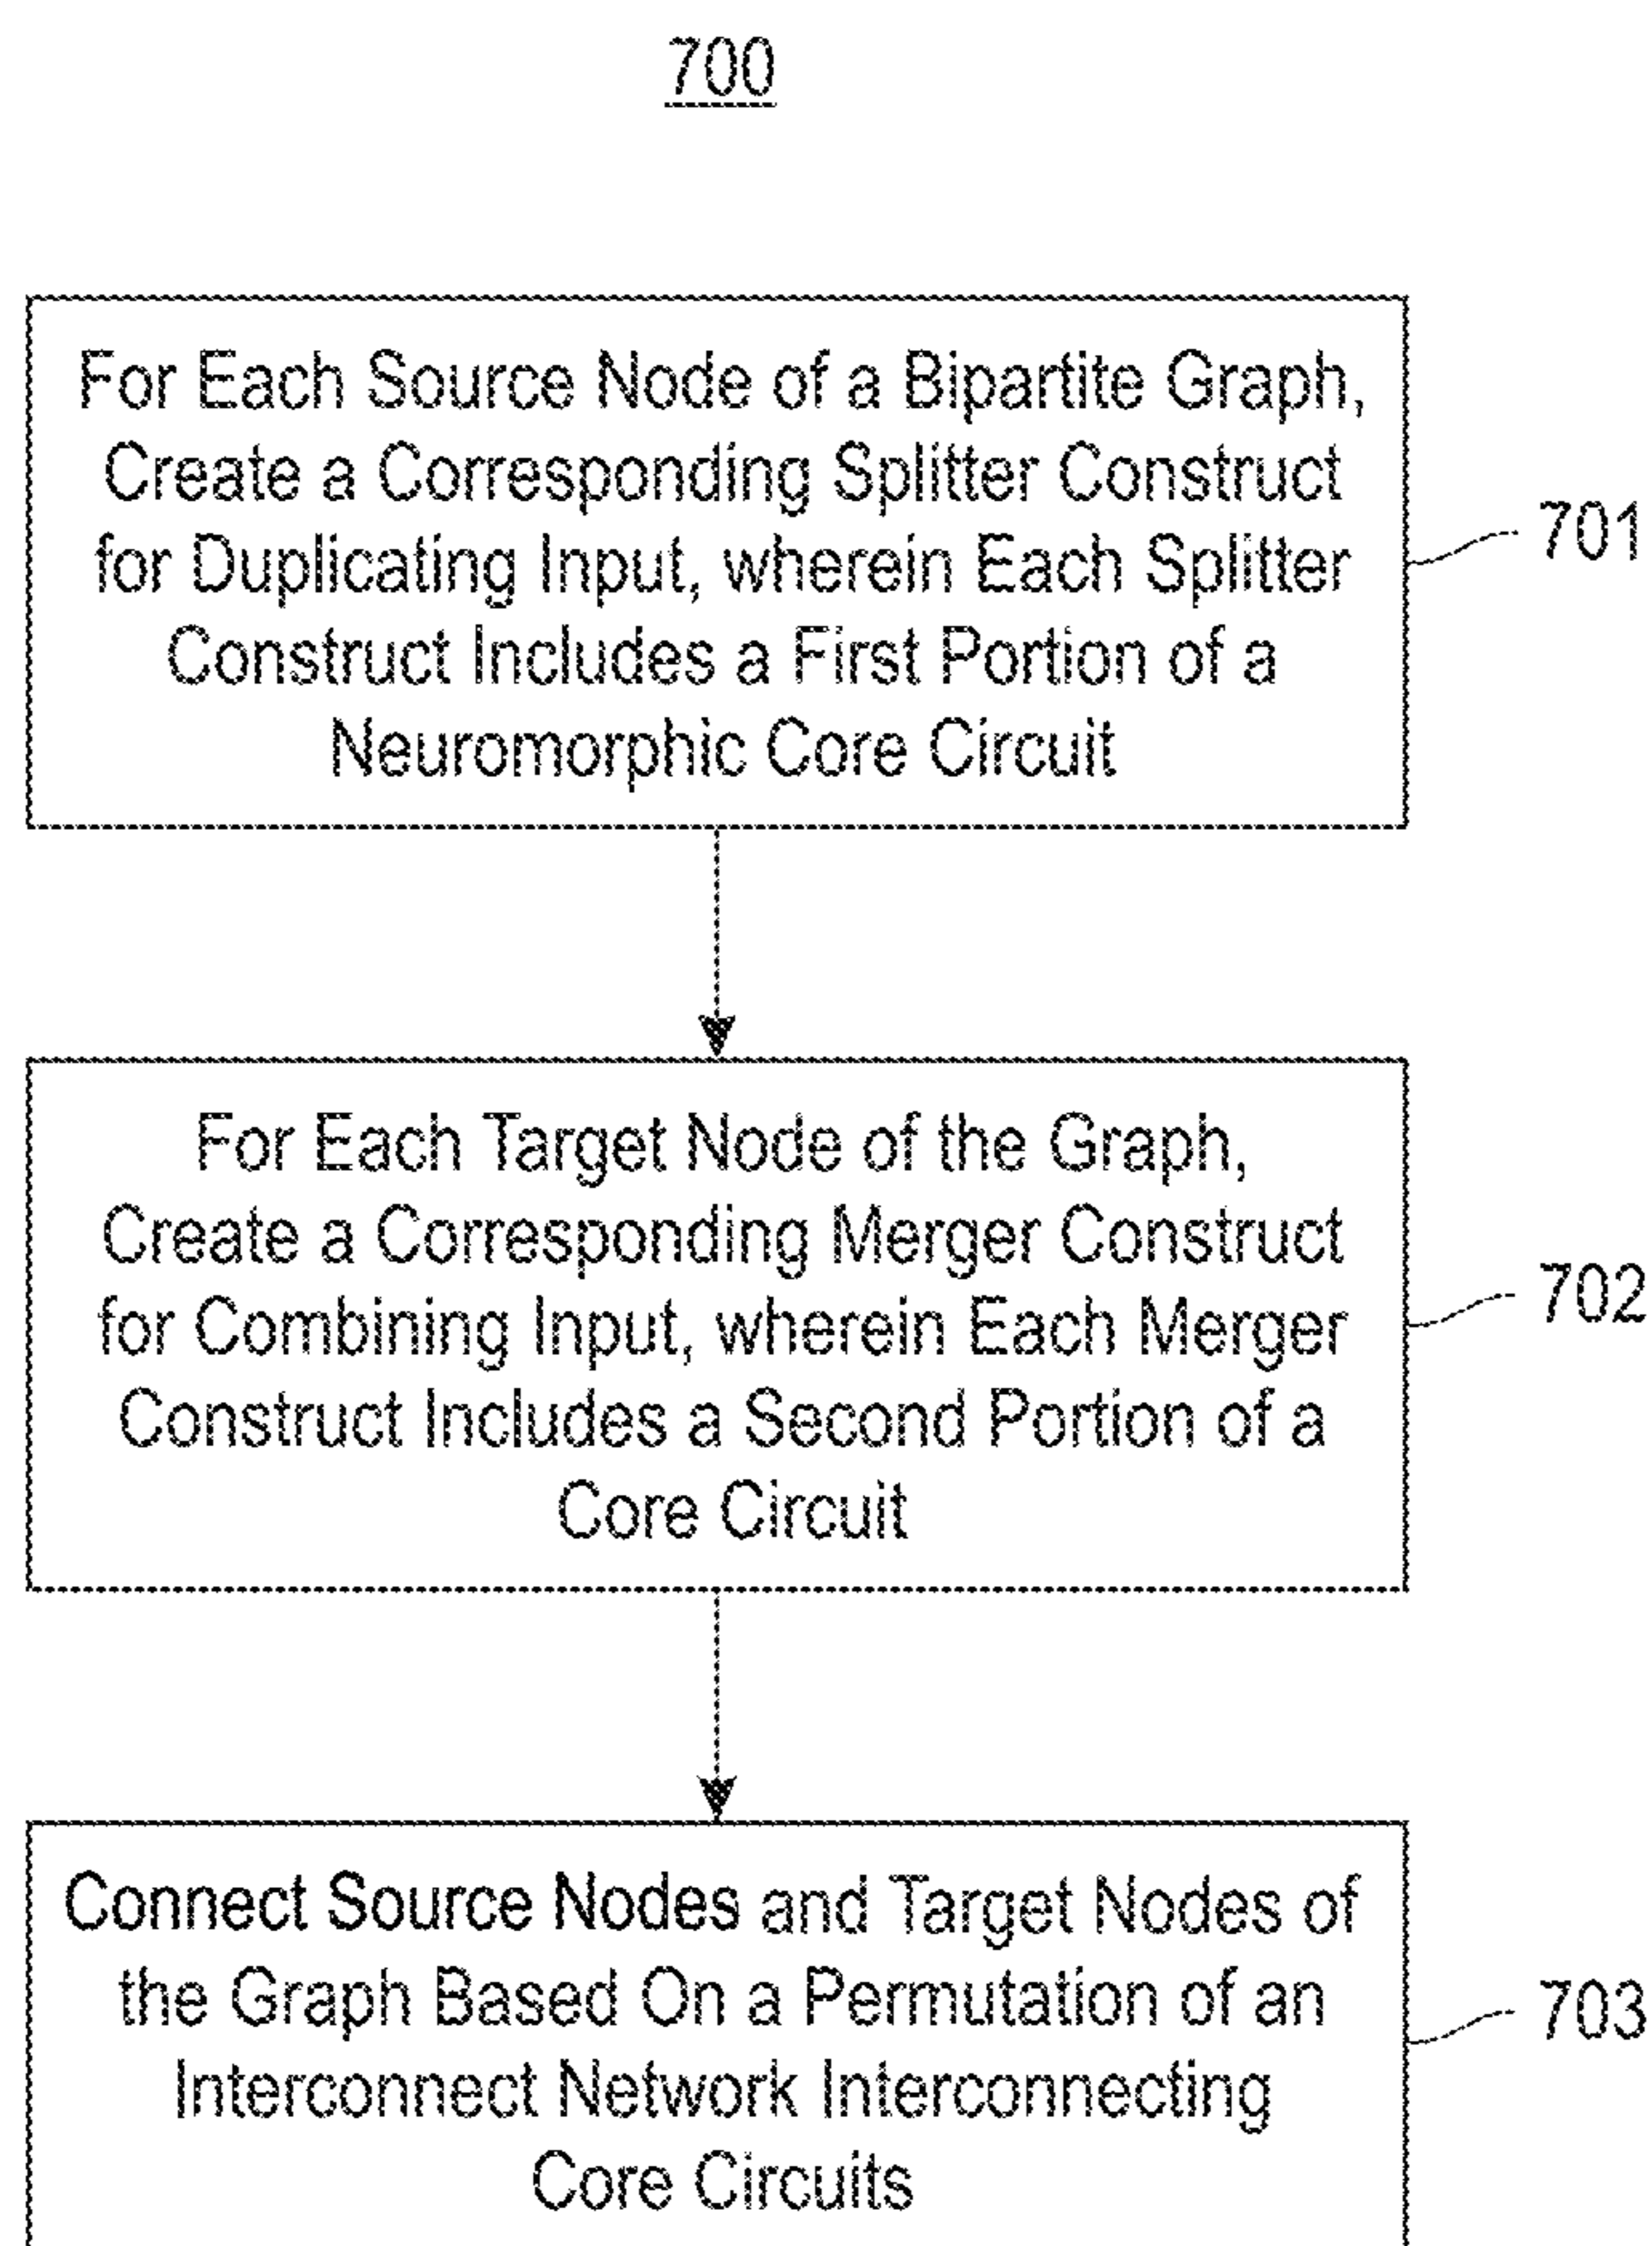 700
For Each Source Node of a Bipartite Graph,
Create a Corresponding Splitter Construct
for Duplicating Input, wherein Each Splitter
Construct Includes a First Portion of a
Neuromorphic Core Circuit
701
For Each Target Node of the Graph,
Create a Corresponding Merger Construct
for Combining Input, wherein Each Merger
Construct Includes a Second Portion of a
Core Circuit
702
Connect Source Nodes and Target Nodes of
the Graph Based On a Permutation of an
Interconnect Network Interconnecting
Core Circuits
703